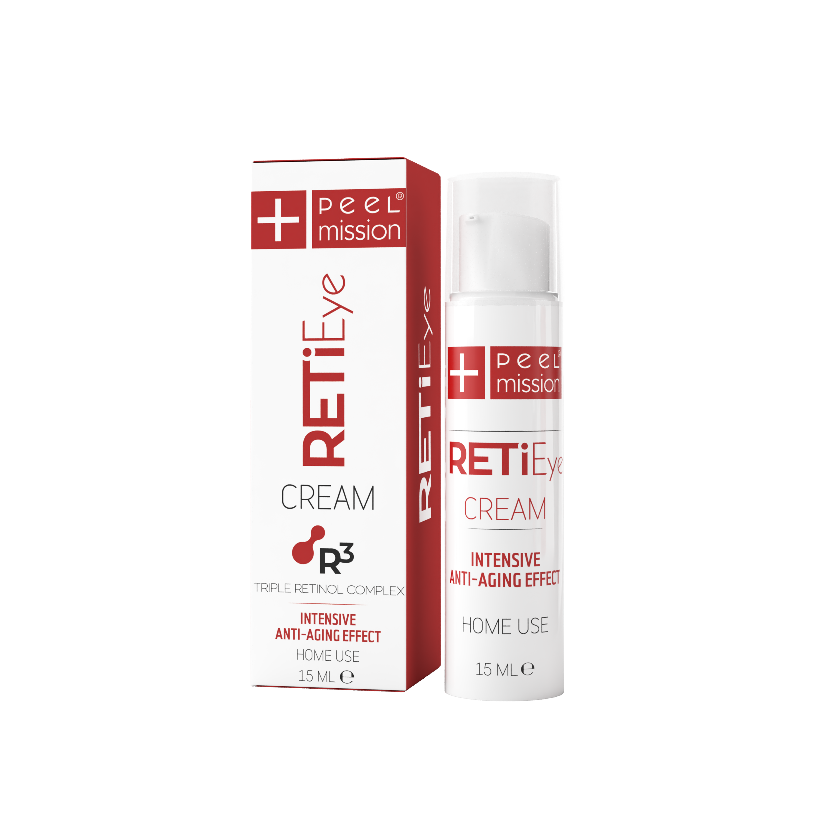 PEEL®
mission
RETiEye
CREAM
R³
TRIPLE RETINOL COMPLEX
INTENSIVE
ANTI-AGING EFFECT
HOME USE
15 ML ℮
RETiEye
PEEL®
mission
RETiEye
CREAM
INTENSIVE
ANTI-AGING EFFECT
HOME USE
15 ML ℮